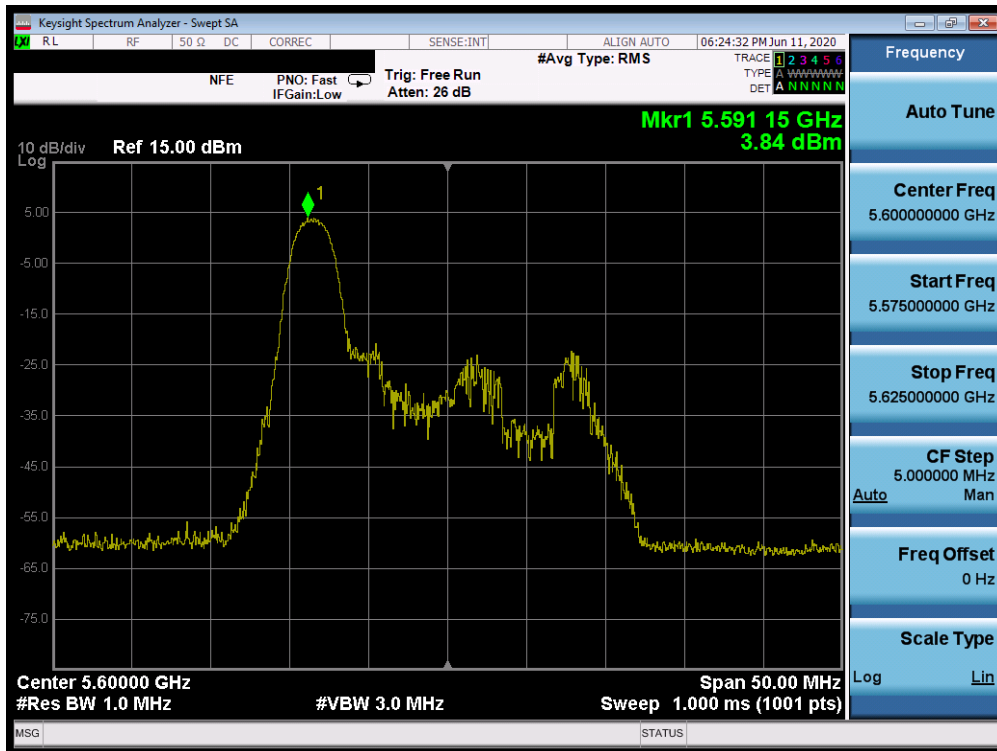 Keysight Spectrum Analyzer - Swept SA
LXI RL RF 50 Ω DC CORREC SENSE:INT ALIGN AUTO 06:24:32 PM Jun 11, 2020
NFE PNO: Fast IFGain:Low Trig: Free Run Atten: 26 dB #Avg Type: RMS
TRACE 1 2 3 4 5 6
TYPE A WWWWW
DET A N N N N N
Mkr1 5.591 15 GHz
3.84 dBm
10 dB/div Ref 15.00 dBm
Log
1
5.00
-5.00
-15.0
-25.0
-35.0
-45.0
-55.0
-65.0
-75.0
Center 5.60000 GHz Span 50.00 MHz
#Res BW 1.0 MHz #VBW 3.0 MHz Sweep 1.000 ms (1001 pts)
MSG STATUS
Frequency
Auto Tune
Center Freq
5.600000000 GHz
Start Freq
5.575000000 GHz
Stop Freq
5.625000000 GHz
CF Step
5.000000 MHz
Auto Man
Freq Offset
0 Hz
Scale Type
Log Lin